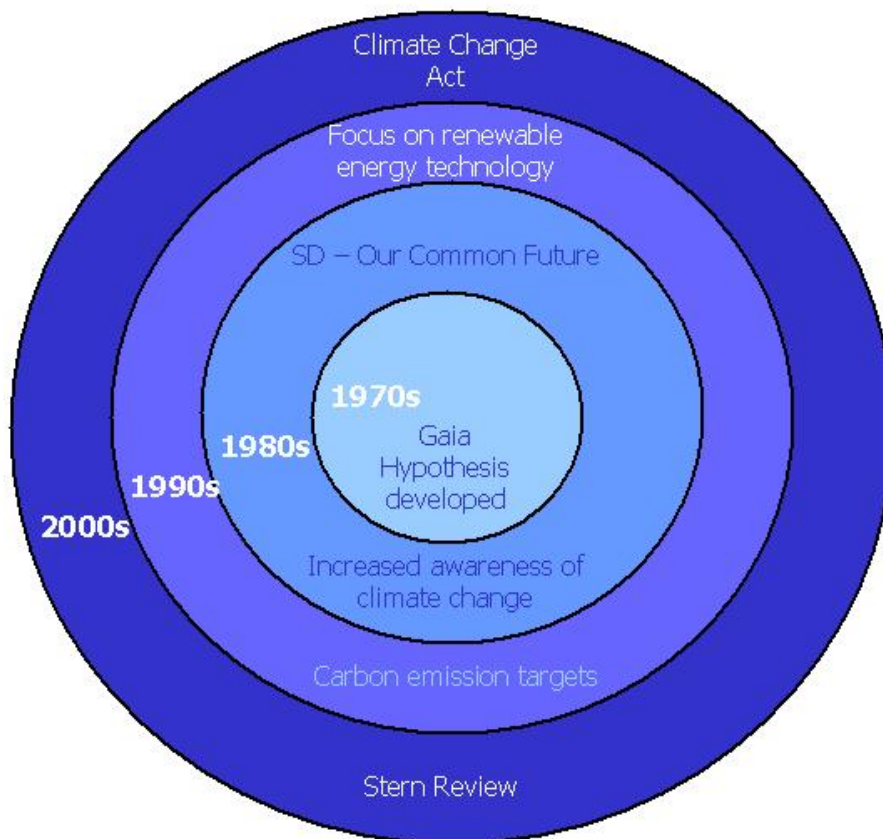 Climate Change
Act
Focus on renewable
energy technology
SD – Our Common Future
1970s
Gaia
Hypothesis
developed
1980s
1990s
2000s
Increased awareness of
climate change
Carbon emission targets
Stern Review